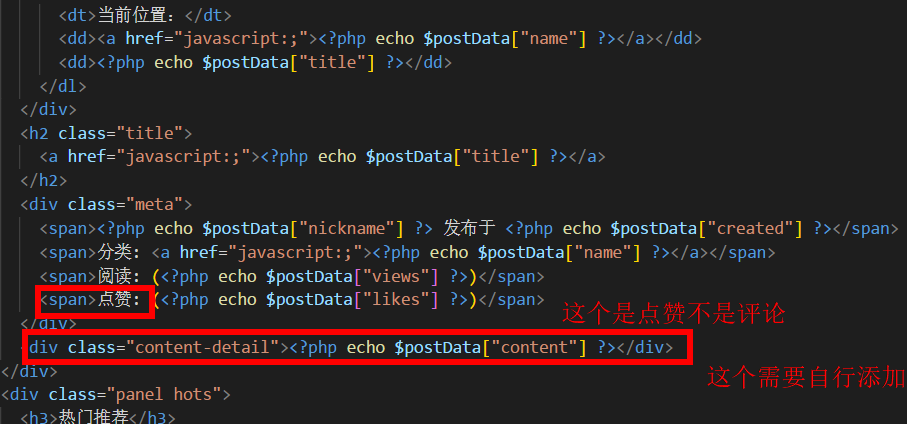 <dt>当前位置：</dt>
<dd><a href="javascript:;"><?php echo $postData["name"] ?></a></dd>
<dd><?php echo $postData["title"] ?></dd>
</dl>
</div>
<h2 class="title">
<a href="javascript:;"><?php echo $postData["title"] ?></a>
</h2>
<div class="meta">
<span><?php echo $postData["nickname"] ?> 发布于 <?php echo $postData["created"] ?></span>
<span>分类: <a href="javascript:;"><?php echo $postData["name"] ?></a></span>
<span>阅读: (<?php echo $postData["views"] ?>)</span>
<span>点赞: (<?php echo $postData["likes"] ?>)</span>
这个是点赞不是评论
</div>
<div class="content-detail"><?php echo $postData["content"] ?></div>
这个需要自行添加
</div>
<div class="panel hots">
<h3>热门推荐</h3>